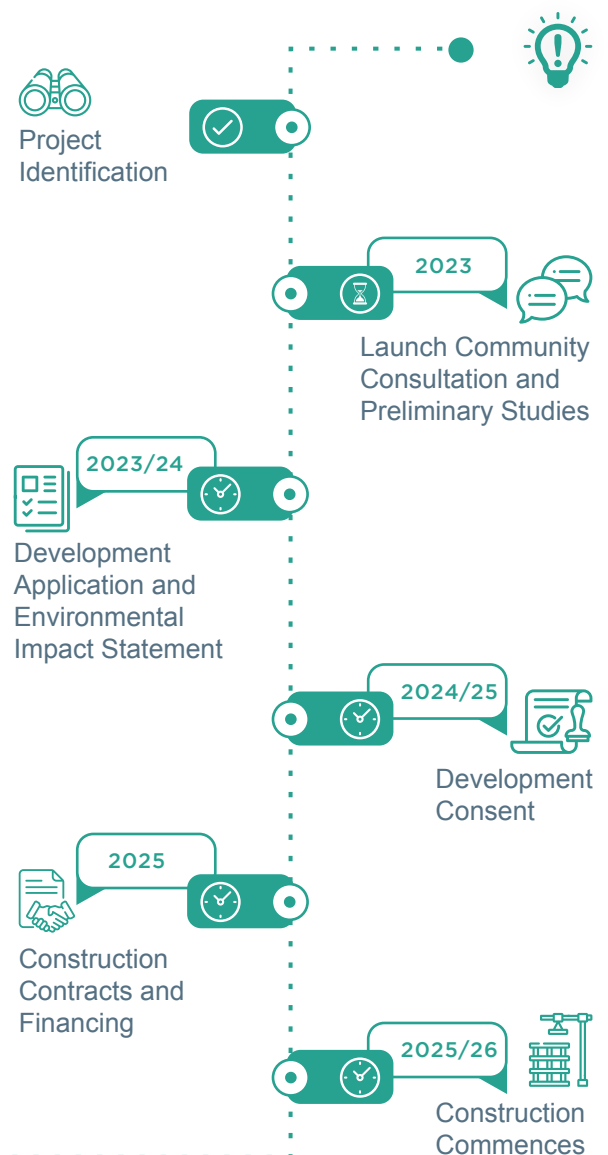 Project
Identification
2023
Launch Community
Consultation and
Preliminary Studies
2023/24
Development
Application and
Environmental
Impact Statement
2024/25
Development
Consent
2025
Construction
Contracts and
Financing
2025/26
Construction
Commences